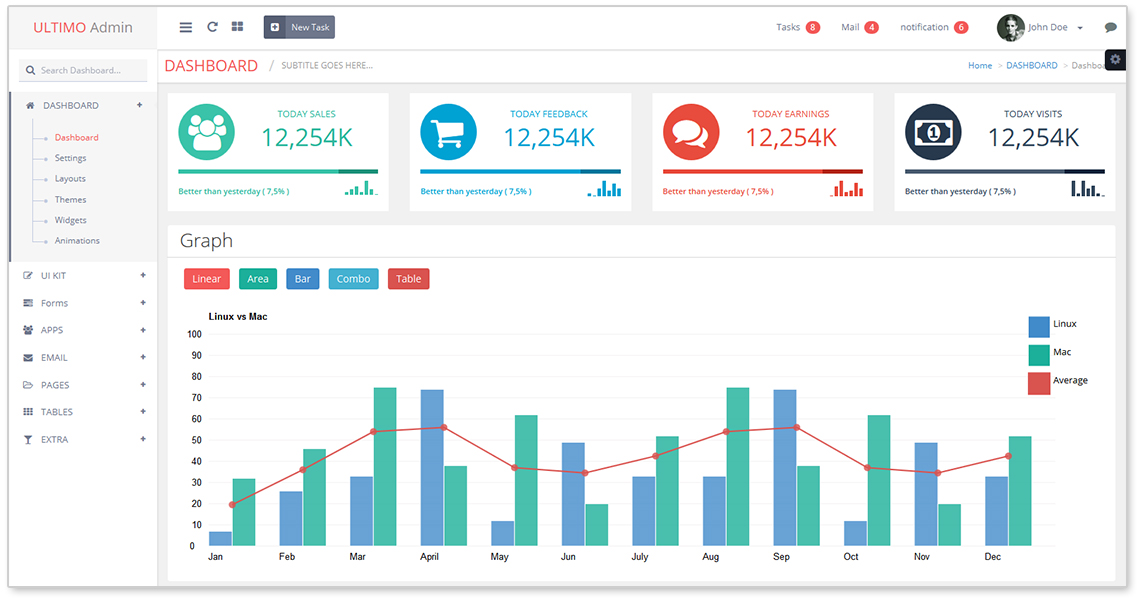 ULTIMO Admin
New Task
Tasks 8
Mail 4
notification 6
John Doe
Search Dashboard...
DASHBOARD / SUBTITLE GOES HERE...
Home > DASHBOARD > Dashboa
DASHBOARD +
Dashboard
Settings
Layouts
Themes
Widgets
Animations
UI KIT +
Forms +
APPS +
EMAIL +
PAGES +
TABLES +
EXTRA +
TODAY SALES
12,254K
Better than yesterday ( 7,5% )
TODAY FEEDBACK
12,254K
Better than yesterday ( 7,5% )
TODAY EARNINGS
12,254K
Better than yesterday ( 7,5% )
1
TODAY VISITS
12,254K
Better than yesterday ( 7,5% )
Graph
Linear Area Bar Combo Table
Linux vs Mac
100
90
80
70
60
50
40
30
20
10
0
Jan Feb Mar April May Jun July Aug Sep Oct Nov Dec
Linux
Mac
Average